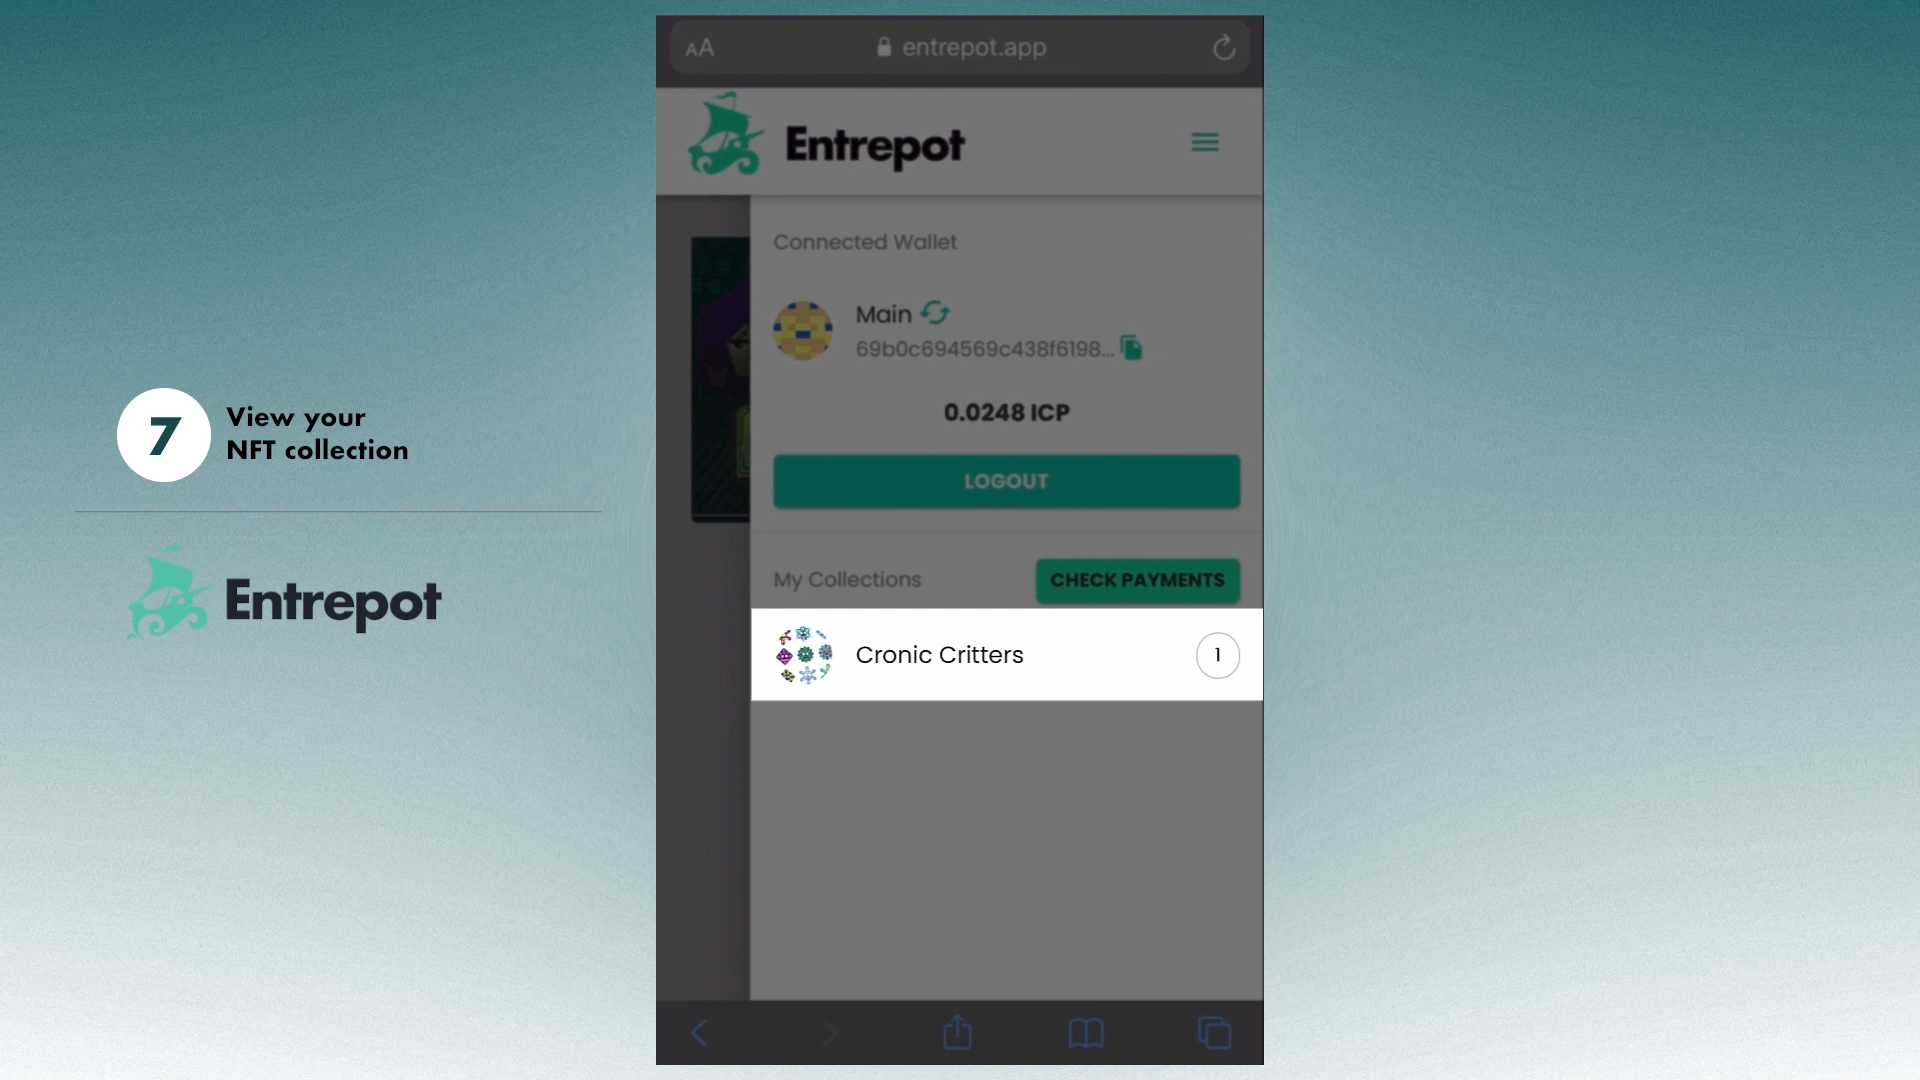 7
View your
NFT collection
Entrepot
AA
entrepot.app
Entrepot
Connected Wallet
Main
69b0c694569c438f6198...
0.0248 ICP
LOGOUT
My Collections
CHECK PAYMENTS
Cronic Critters
1